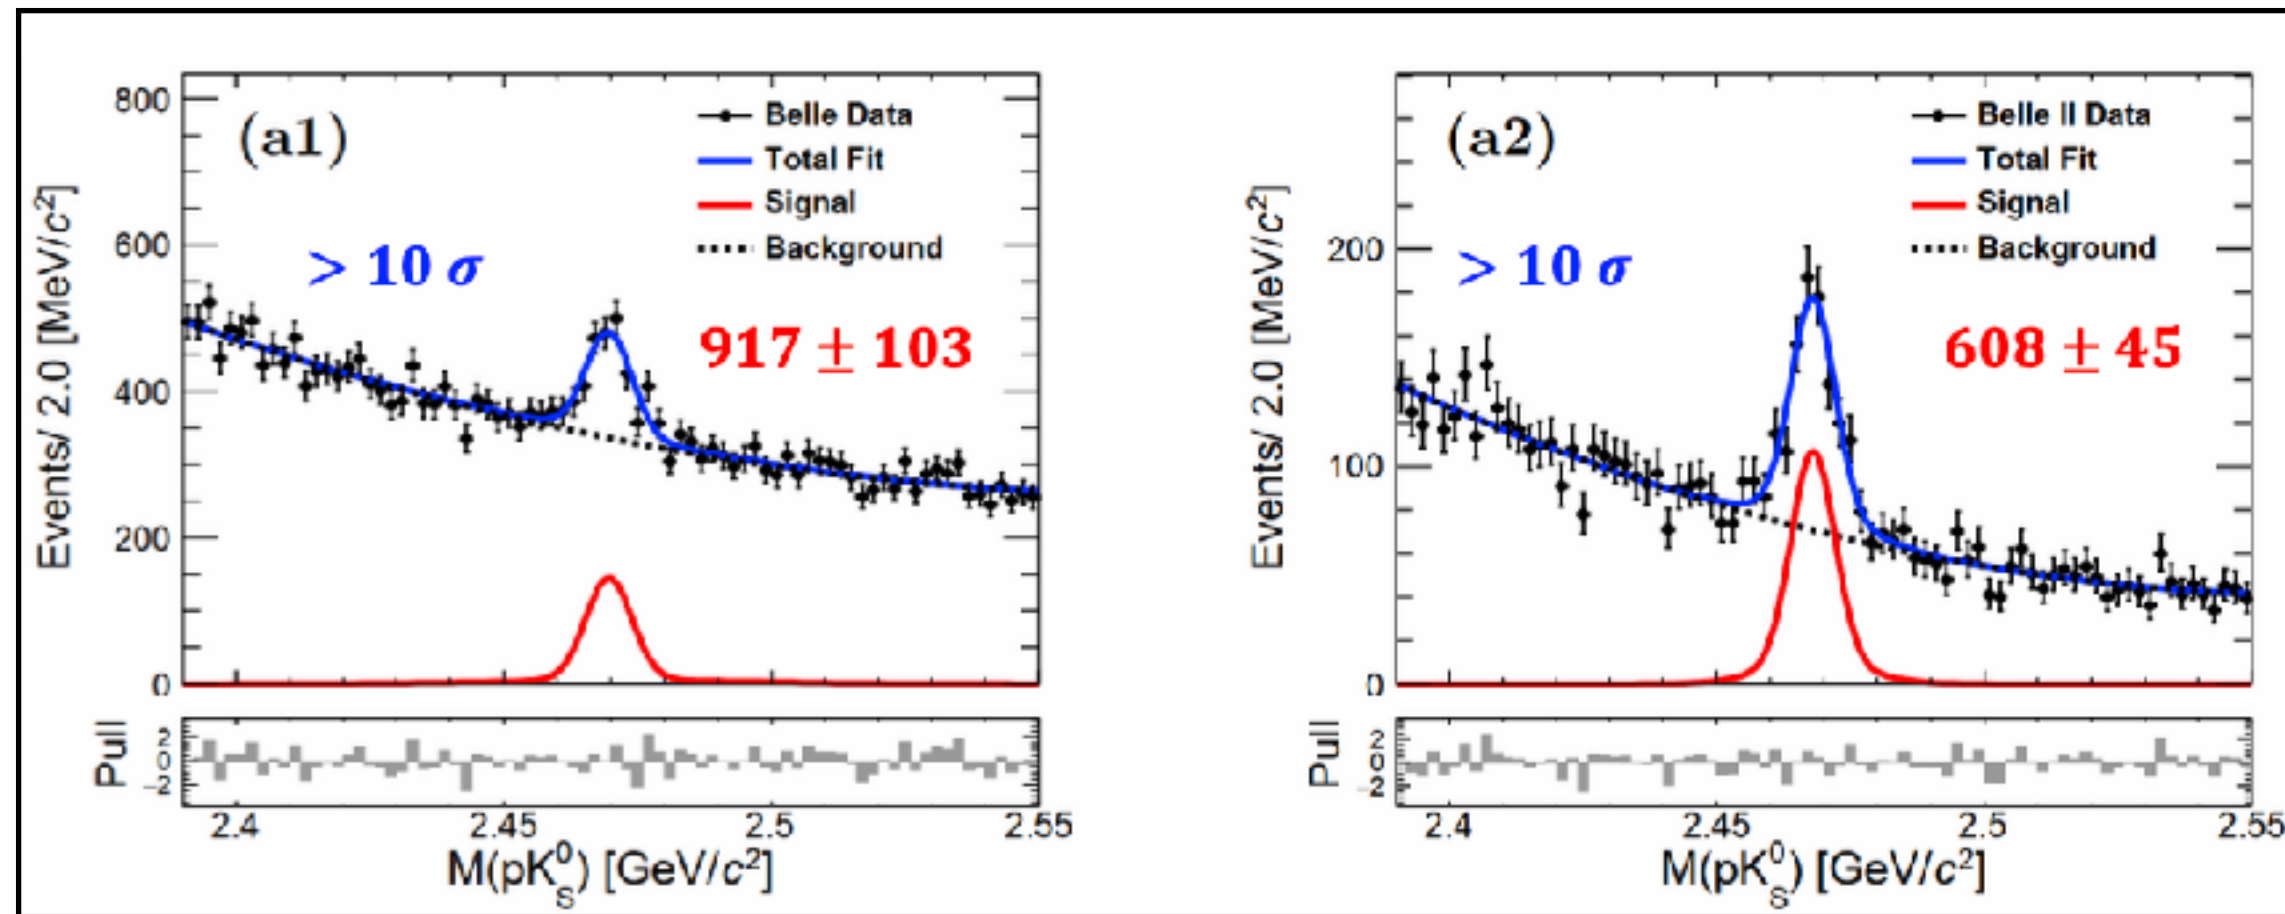 (a1)
Belle Data
Total Fit
Signal
Background
> 10 σ
917 ± 103
Events/ 2.0 [MeV/c²]
800
600
400
200
0
Pull
2
0
−2
2.4 2.45 2.5 2.55
M(pK⁰_S) [GeV/c²]
(a2)
Belle II Data
Total Fit
Signal
Background
> 10 σ
608 ± 45
Events/ 2.0 [MeV/c²]
200
100
0
Pull
2
0
−2
2.4 2.45 2.5 2.55
M(pK⁰_S) [GeV/c²]